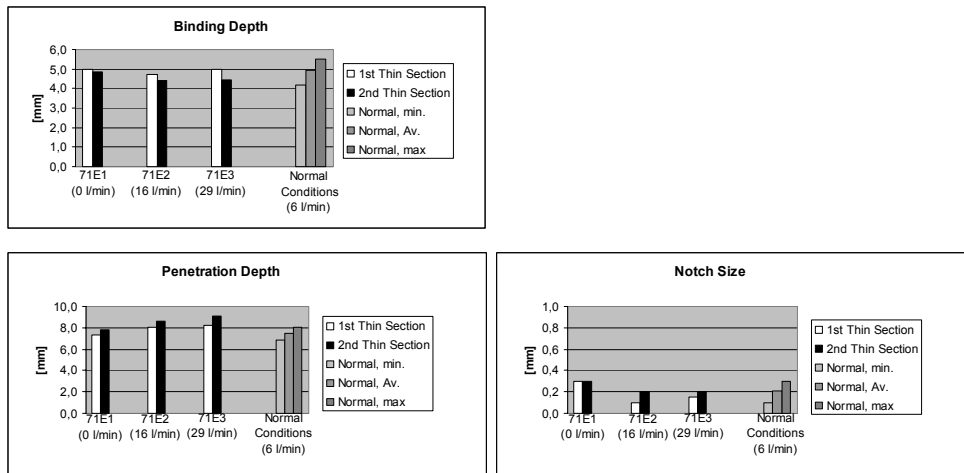 Binding Depth
6,0
5,0
4,0
3,0
2,0
1,0
0,0
[mm]
71E1
(0 l/min)
71E2
(16 l/min)
71E3
(29 l/min)
Normal
Conditions
(6 l/min)
1st Thin Section
2nd Thin Section
Normal, min.
Normal, Av.
Normal, max
Penetration Depth
10,0
8,0
6,0
4,0
2,0
0,0
[mm]
71E1
(0 l/min)
71E2
(16 l/min)
71E3
(29 l/min)
Normal
Conditions
(6 l/min)
1st Thin Section
2nd Thin Section
Normal, min.
Normal, Av.
Normal, max
Notch Size
1,0
0,8
0,6
0,4
0,2
0,0
[mm]
71E1
(0 l/min)
71E2
(16 l/min)
71E3
(29 l/min)
Normal
Conditions
(6 l/min)
1st Thin Section
2nd Thin Section
Normal, min.
Normal, Av.
Normal, max